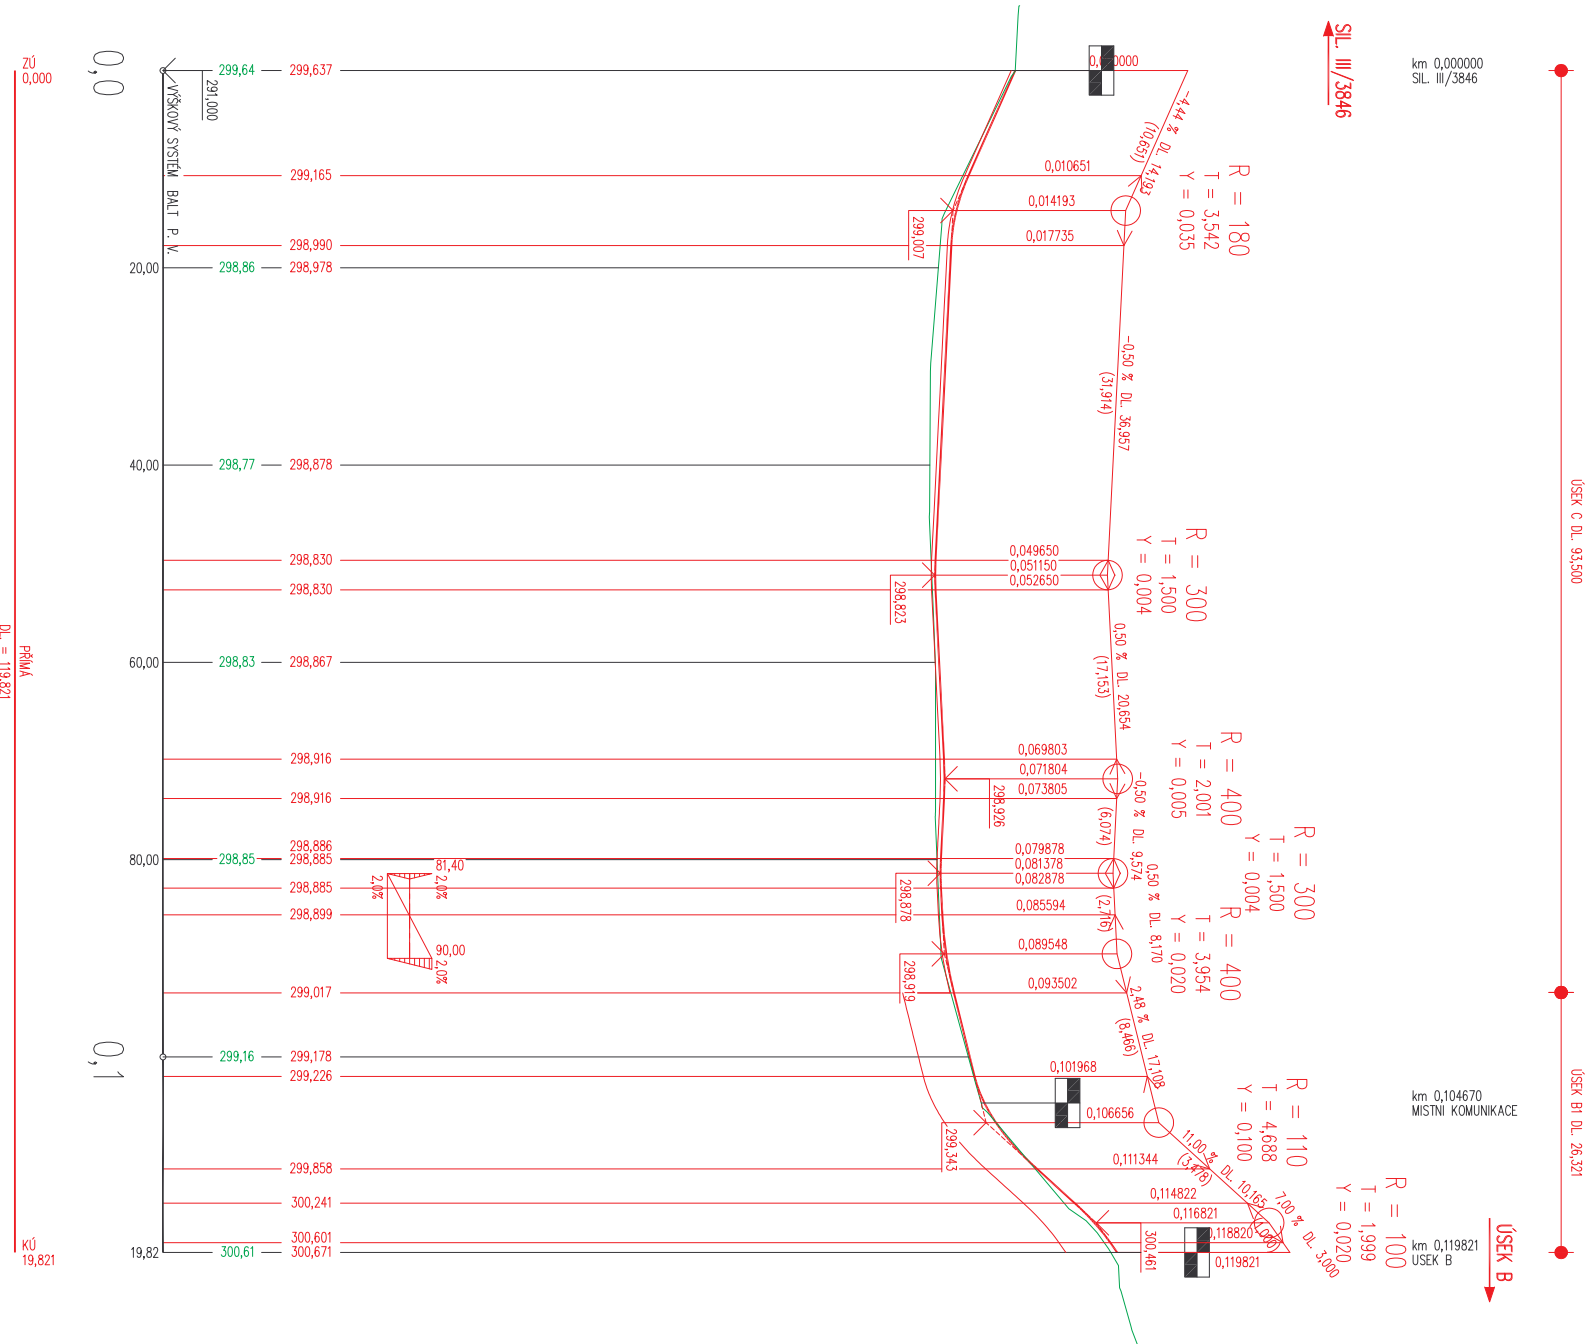 SIL. III/3846
km 0,000000
SIL. III/3846
ZÚ
0,000
0,0
299,64
299,637
291,000
VÝŠKOVÝ SYSTÉM BALT P. V.
-4,44 % DL. 14,193
(10,651)
R = 180
T = 3,542
Y = 0,035
299,165
0,010651
0,014193
299,007
298,990
0,017735
20,00
298,86
298,978
-0,50 % DL. 36,957
(31,914)
40,00
298,77
298,878
ÚSEK C DL. 93,500
298,830
0,049650
0,051150
298,823
298,830
0,052650
R = 300
T = 1,500
Y = 0,004
0,50 % DL. 20,654
(17,153)
60,00
298,83
298,867
PŘÍMÁ
DL. = 119,821
298,916
0,069803
0,071804
298,926
298,916
0,073805
R = 400
T = 2,001
Y = 0,005
-0,50 % DL. 9,574
(6,074)
298,886
80,00
298,85
298,885
0,079878
0,081378
298,878
298,885
0,082878
R = 300
T = 1,500
Y = 0,004
81,40
2,0%
2,0%
0,50 % DL. 8,170
(2,716)
298,899
0,085594
0,089548
298,919
90,00
2,0%
R = 400
T = 3,954
Y = 0,020
299,017
0,093502
2,48 % DL. 17,108
(8,466)
0,1
299,16
299,178
299,226
0,101968
km 0,104670
MISTNI KOMUNIKACE
0,106656
299,343
R = 110
T = 4,688
Y = 0,100
ÚSEK B1 DL. 26,321
299,858
0,111344
11,00 % DL. 10,165
(3,478)
300,241
0,114822
0,116821
300,461
R = 100
T = 1,999
Y = 0,020
7,00 % DL. 3,000
300,601
0,118820
19,82
300,61
300,671
0,119821
KÚ
19,821
km 0,119821
USEK B
ÚSEK B